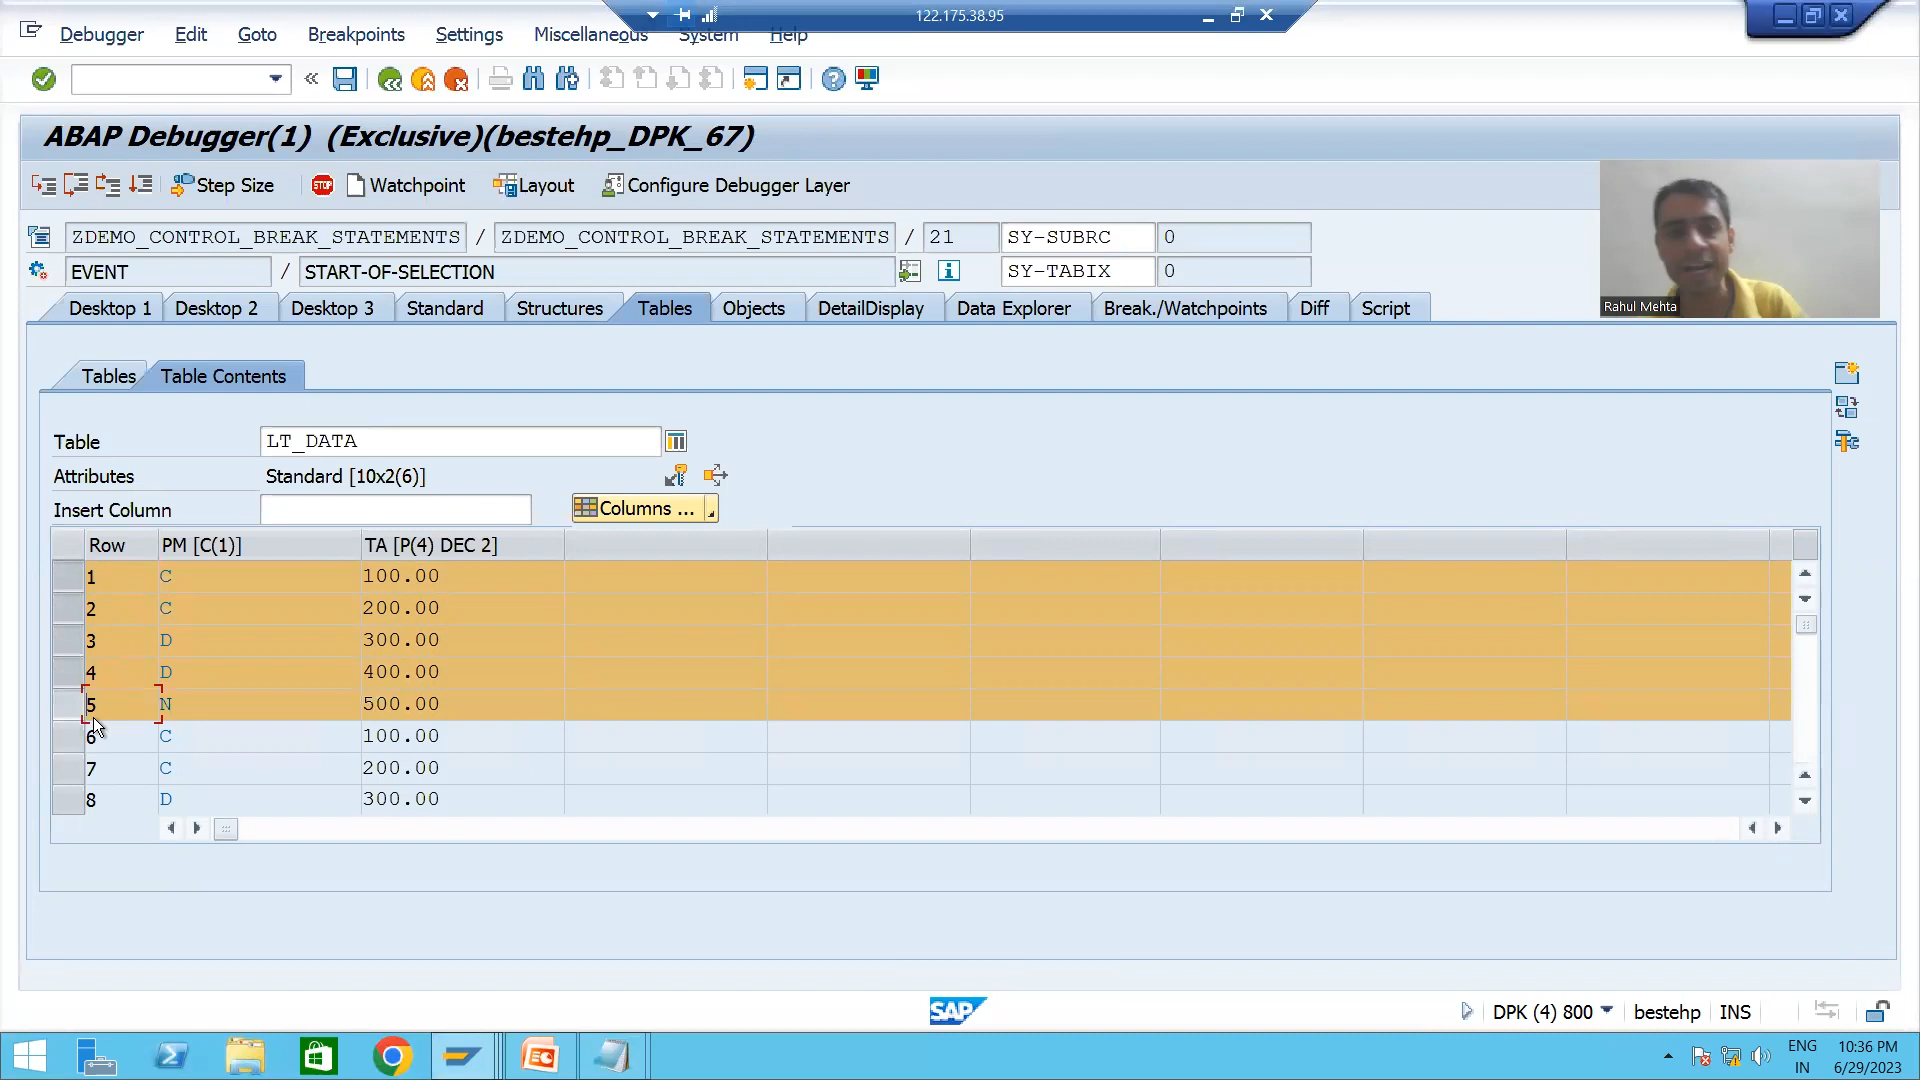 122.175.38.95
Debugger Edit Goto Breakpoints Settings Miscellaneous System Help
ABAP Debugger(1) (Exclusive)(bestehp_DPK_67)
Step Size STOP Watchpoint Layout Configure Debugger Layer
ZDEMO_CONTROL_BREAK_STATEMENTS / ZDEMO_CONTROL_BREAK_STATEMENTS / 21 SY-SUBRC 0
EVENT / START-OF-SELECTION SY-TABIX 0
Rahul Mehta
Desktop 1 Desktop 2 Desktop 3 Standard Structures Tables Objects DetailDisplay Data Explorer Break./Watchpoints Diff Script
Tables Table Contents
Table LT_DATA
Attributes Standard [10x2(6)]
Insert Column Columns ...
Row PM [C(1)] TA [P(4) DEC 2]
1 C 100.00
2 C 200.00
3 D 300.00
4 D 400.00
5 N 500.00
6 C 100.00
7 C 200.00
8 D 300.00
SAP DPK (4) 800 bestehp INS
ENG 10:36 PM
IN 6/29/2023